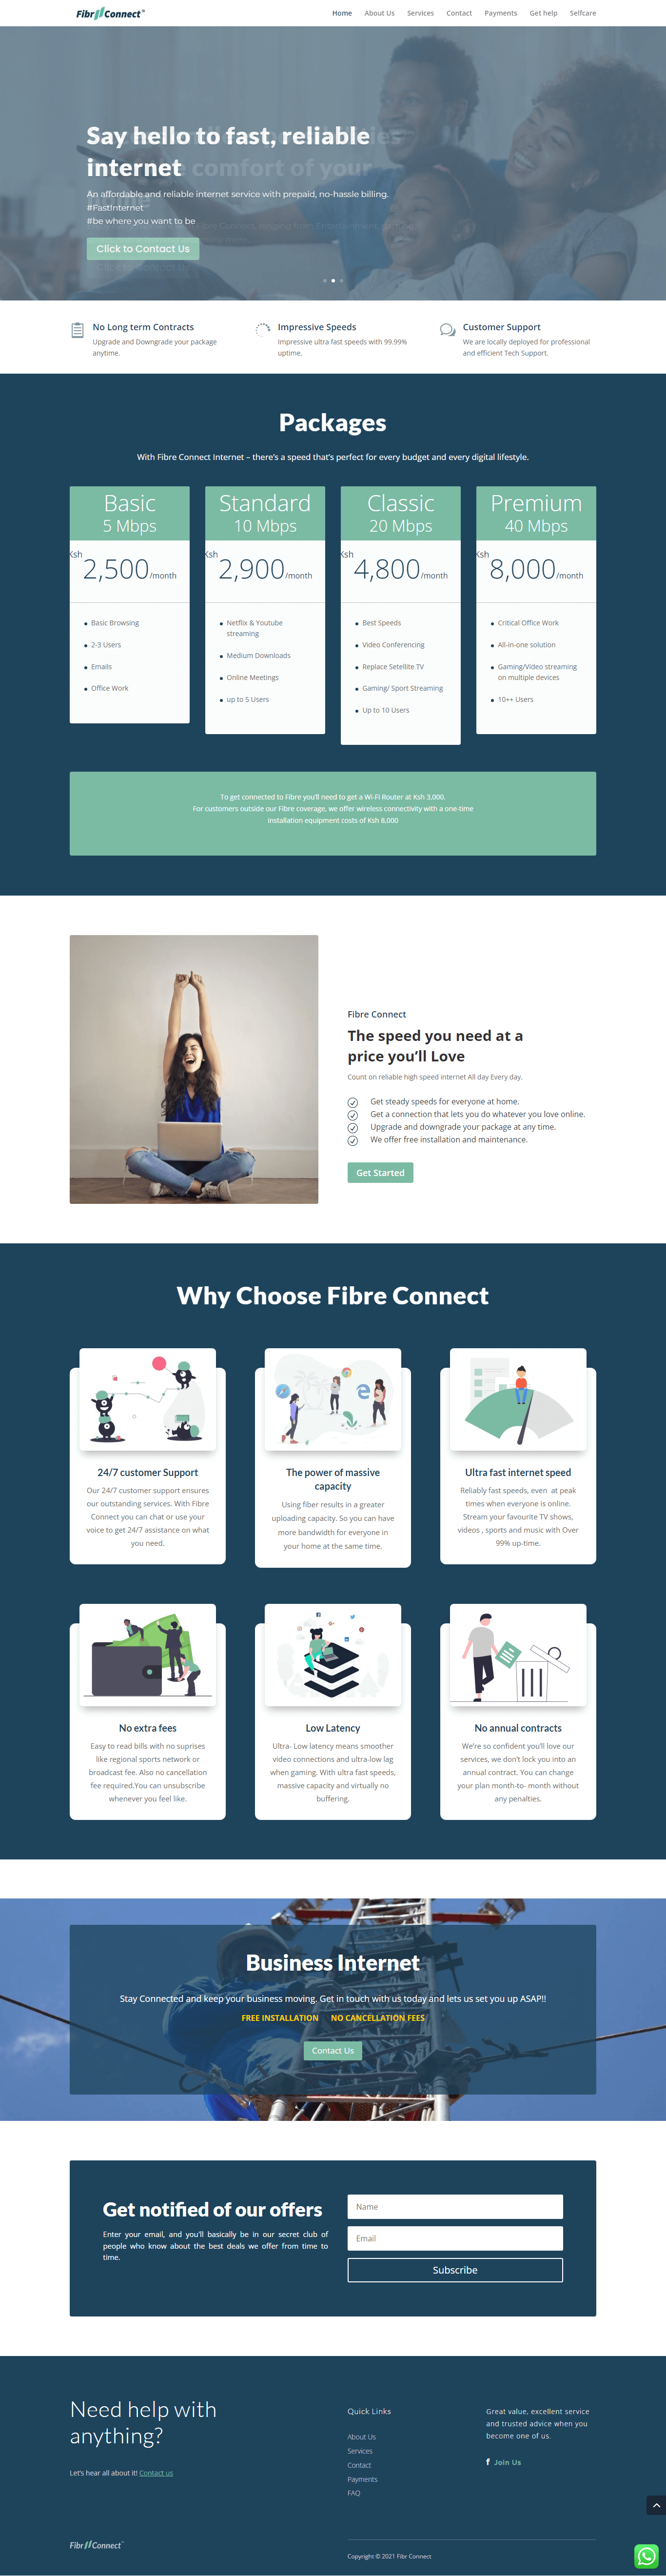 Fibr Connect
Home About Us Services Contact Payments Get help Selfcare
Say hello to fast, reliable
internet
An affordable and reliable internet service with prepaid, no-hassle billing.
#FastInternet
#be where you want to be
Click to Contact Us
No Long term Contracts
Upgrade and Downgrade your package
anytime.
Impressive Speeds
Impressive ultra fast speeds with 99.99%
uptime.
Customer Support
We are locally deployed for professional
and efficient Tech Support.
Packages
With Fibre Connect Internet – there's a speed that's perfect for every budget and every digital lifestyle.
Basic
5 Mbps
Ksh
2,500/month
Basic Browsing
2-3 Users
Emails
Office Work
Standard
10 Mbps
Ksh
2,900/month
Netflix & Youtube
streaming
Medium Downloads
Online Meetings
up to 5 Users
Classic
20 Mbps
Ksh
4,800/month
Best Speeds
Video Conferencing
Replace Setellite TV
Gaming/ Sport Streaming
Up to 10 Users
Premium
40 Mbps
Ksh
8,000/month
Critical Office Work
All-in-one solution
Gaming/Video streaming
on multiple devices
10++ Users
To get connected to Fibre you'll need to get a Wi-Fi Router at Ksh 3,000.
For customers outside our Fibre coverage, we offer wireless connectivity with a one-time
installation equipment costs of Ksh 8,000
Fibre Connect
The speed you need at a
price you'll Love
Count on reliable high speed internet All day Every day.
Get steady speeds for everyone at home.
Get a connection that lets you do whatever you love online.
Upgrade and downgrade your package at any time.
We offer free installation and maintenance.
Get Started
Why Choose Fibre Connect
24/7 customer Support
Our 24/7 customer support ensures
our outstanding services. With Fibre
Connect you can chat or use your
voice to get 24/7 assistance on what
you need.
The power of massive
capacity
Using fiber results in a greater
uploading capacity. So you can have
more bandwidth for everyone in
your home at the same time.
Ultra fast internet speed
Reliably fast speeds, even at peak
times when everyone is online.
Stream your favourite TV shows,
videos , sports and music with Over
99% up-time.
No extra fees
Easy to read bills with no suprises
like regional sports network or
broadcast fee. Also no cancellation
fee required.You can unsubscribe
whenever you feel like.
Low Latency
Ultra- Low latency means smoother
video connections and ultra-low lag
when gaming. With ultra fast speeds,
massive capacity and virtually no
buffering.
No annual contracts
We're so confident you'll love our
services, we don't lock you into an
annual contract. You can change
your plan month-to- month without
any penalties.
Business Internet
Stay Connected and keep your business moving. Get in touch with us today and lets us set you up ASAP!!
FREE INSTALLATION NO CANCELLATION FEES
Contact Us
Get notified of our offers
Enter your email, and you'll basically be in our secret club of
people who know about the best deals we offer from time to
time.
Name
Email
Subscribe
Need help with
anything?
Let's hear all about it! Contact us
Quick Links
About Us
Services
Contact
Payments
FAQ
Great value, excellent service
and trusted advice when you
become one of us.
f Join Us
Fibr Connect
Copyright © 2021 Fibr Connect